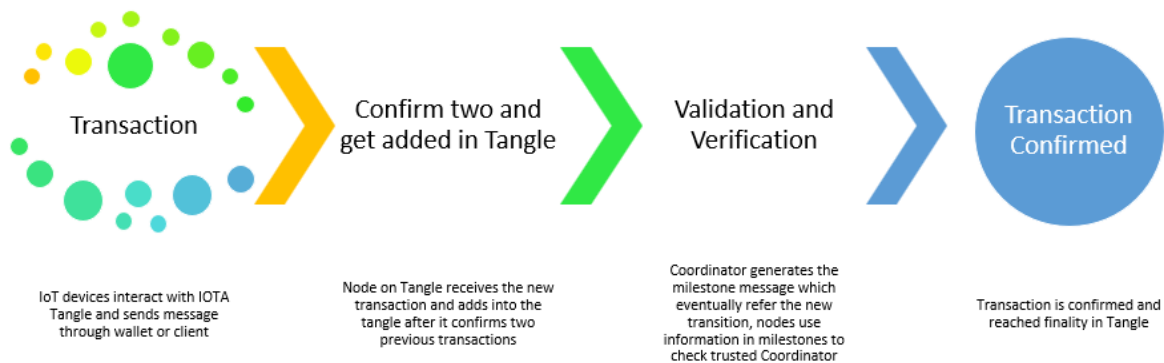 Transaction
Confirm two and
get added in Tangle
Validation and
Verification
Transaction
Confirmed
IoT devices interact with IOTA
Tangle and sends message
through wallet or client
Node on Tangle receives the new
transaction and adds into the
tangle after it confirms two
previous transactions
Coordinator generates the
milestone message which
eventually refer the new
transition, nodes use
information in milestones to
check trusted Coordinator
Transaction is confirmed and
reached finality in Tangle